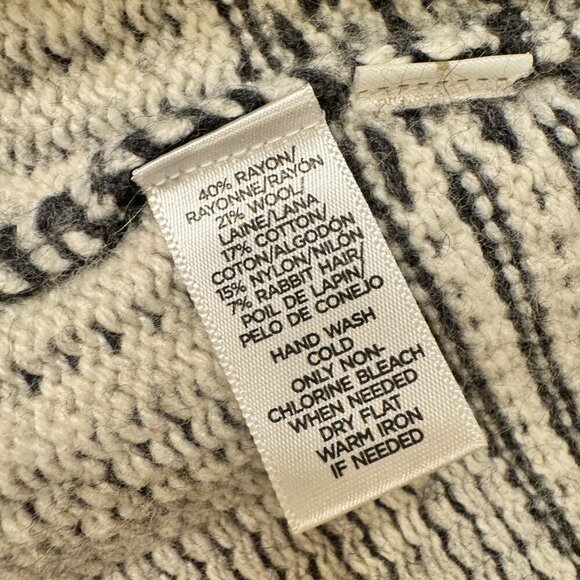 40% RAYON/
RAYONNE/RAYÓN
21% WOOL/
LAINE/LANA
17% COTTON/
COTON/ALGODÓN
15% NYLON/NILÓN
7% RABBIT HAIR/
POIL DE LAPIN/
PELO DE CONEJO
HAND WASH
COLD
ONLY NON-
CHLORINE BLEACH
WHEN NEEDED
DRY FLAT
WARM IRON
IF NEEDED